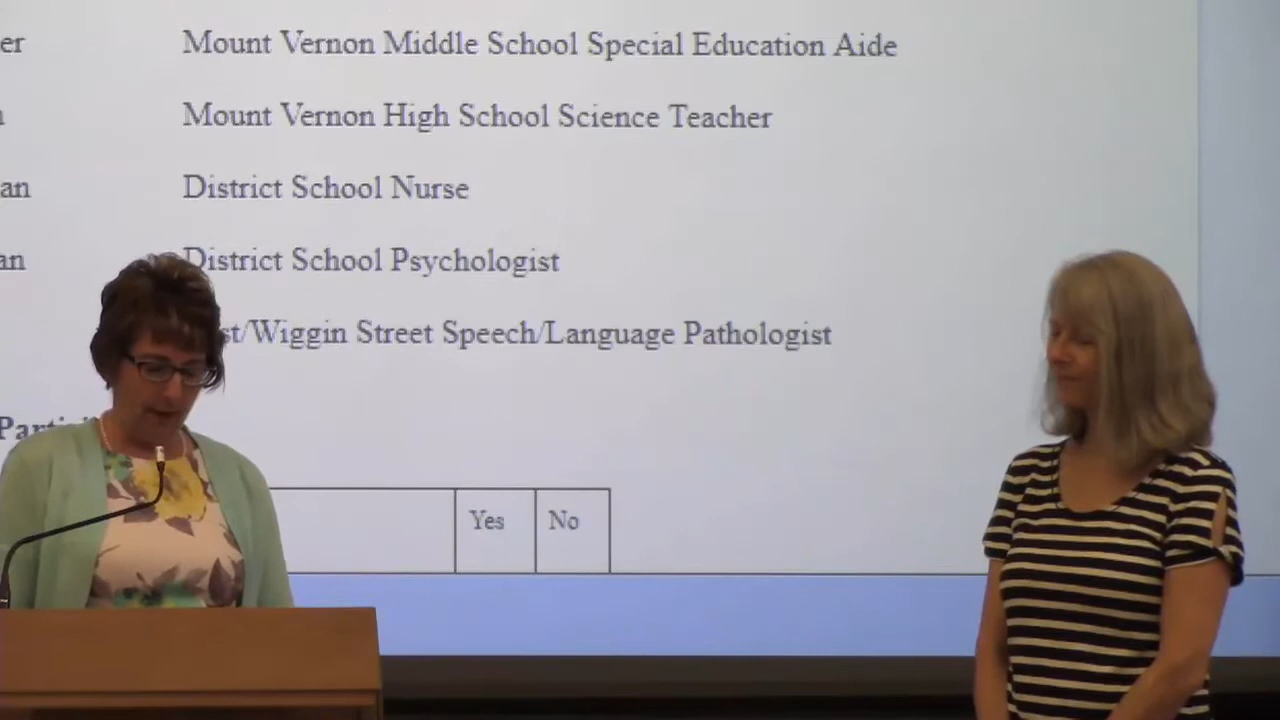 er Mount Vernon Middle School Special Education Aide
Mount Vernon High School Science Teacher
an District School Nurse
an District School Psychologist
st/Wiggin Street Speech/Language Pathologist
Yes No